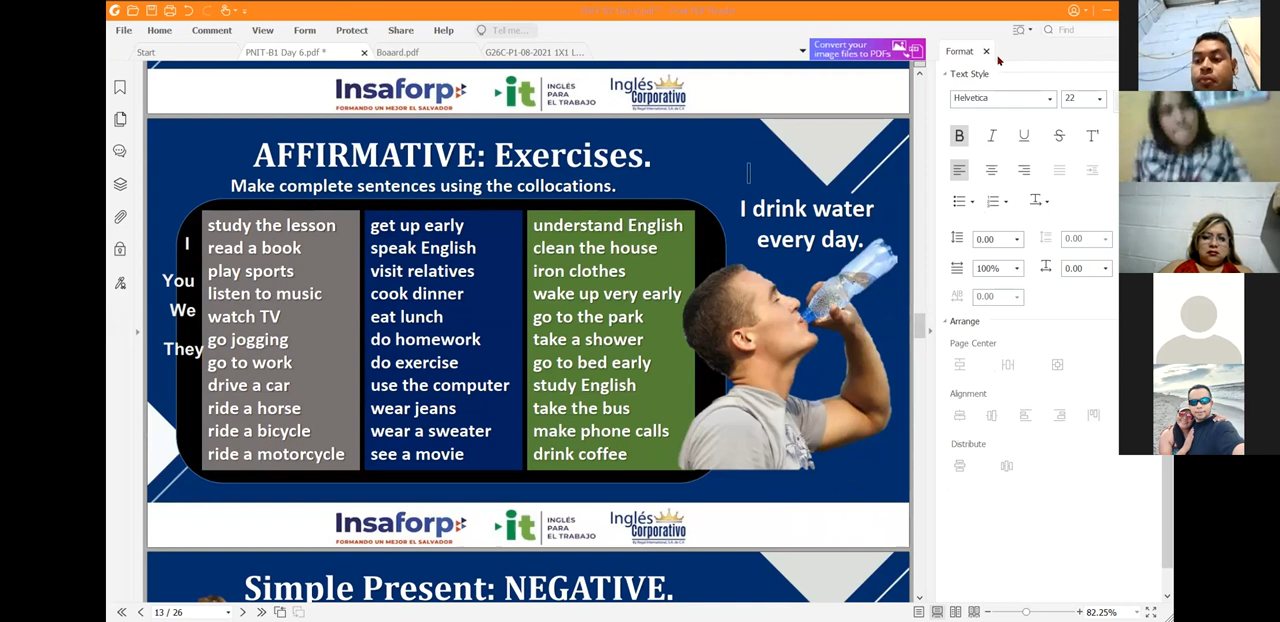 File Home Comment View Form Protect Share Help Tell me... Find
Start PNIT-B1 Day 6.pdf * Boaard.pdf G26C-P1-08-2021 1X1 L...
Convert your
image files to PDFs
Format
Text Style
Helvetica 22
B I U S T
0.00 0.00
100% 0.00
0.00
Arrange
Page Center
Alignment
Distribute
Insaforp
FORMANDO UN MEJOR EL SALVADOR
it INGLÉS
PARA
EL TRABAJO
Inglés
Corporativo
AFFIRMATIVE: Exercises.
Make complete sentences using the collocations.
I
You
We
They
study the lesson
read a book
play sports
listen to music
watch TV
go jogging
go to work
drive a car
ride a horse
ride a bicycle
ride a motorcycle
get up early
speak English
visit relatives
cook dinner
eat lunch
do homework
do exercise
use the computer
wear jeans
wear a sweater
see a movie
understand English
clean the house
iron clothes
wake up very early
go to the park
take a shower
go to bed early
study English
take the bus
make phone calls
drink coffee
I drink water
every day.
Insaforp
FORMANDO UN MEJOR EL SALVADOR
it INGLÉS
PARA
EL TRABAJO
Inglés
Corporativo
Simple Present: NEGATIVE.
13 / 26
82.25%